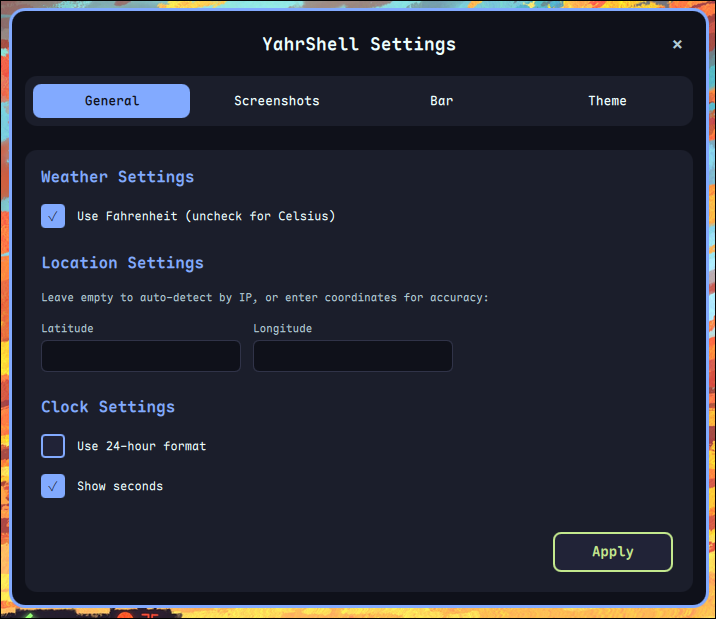 YahrShell Settings ×
General Screenshots Bar Theme
Weather Settings
✓ Use Fahrenheit (uncheck for Celsius)
Location Settings
Leave empty to auto-detect by IP, or enter coordinates for accuracy:
Latitude Longitude
Clock Settings
Use 24-hour format
✓ Show seconds
Apply